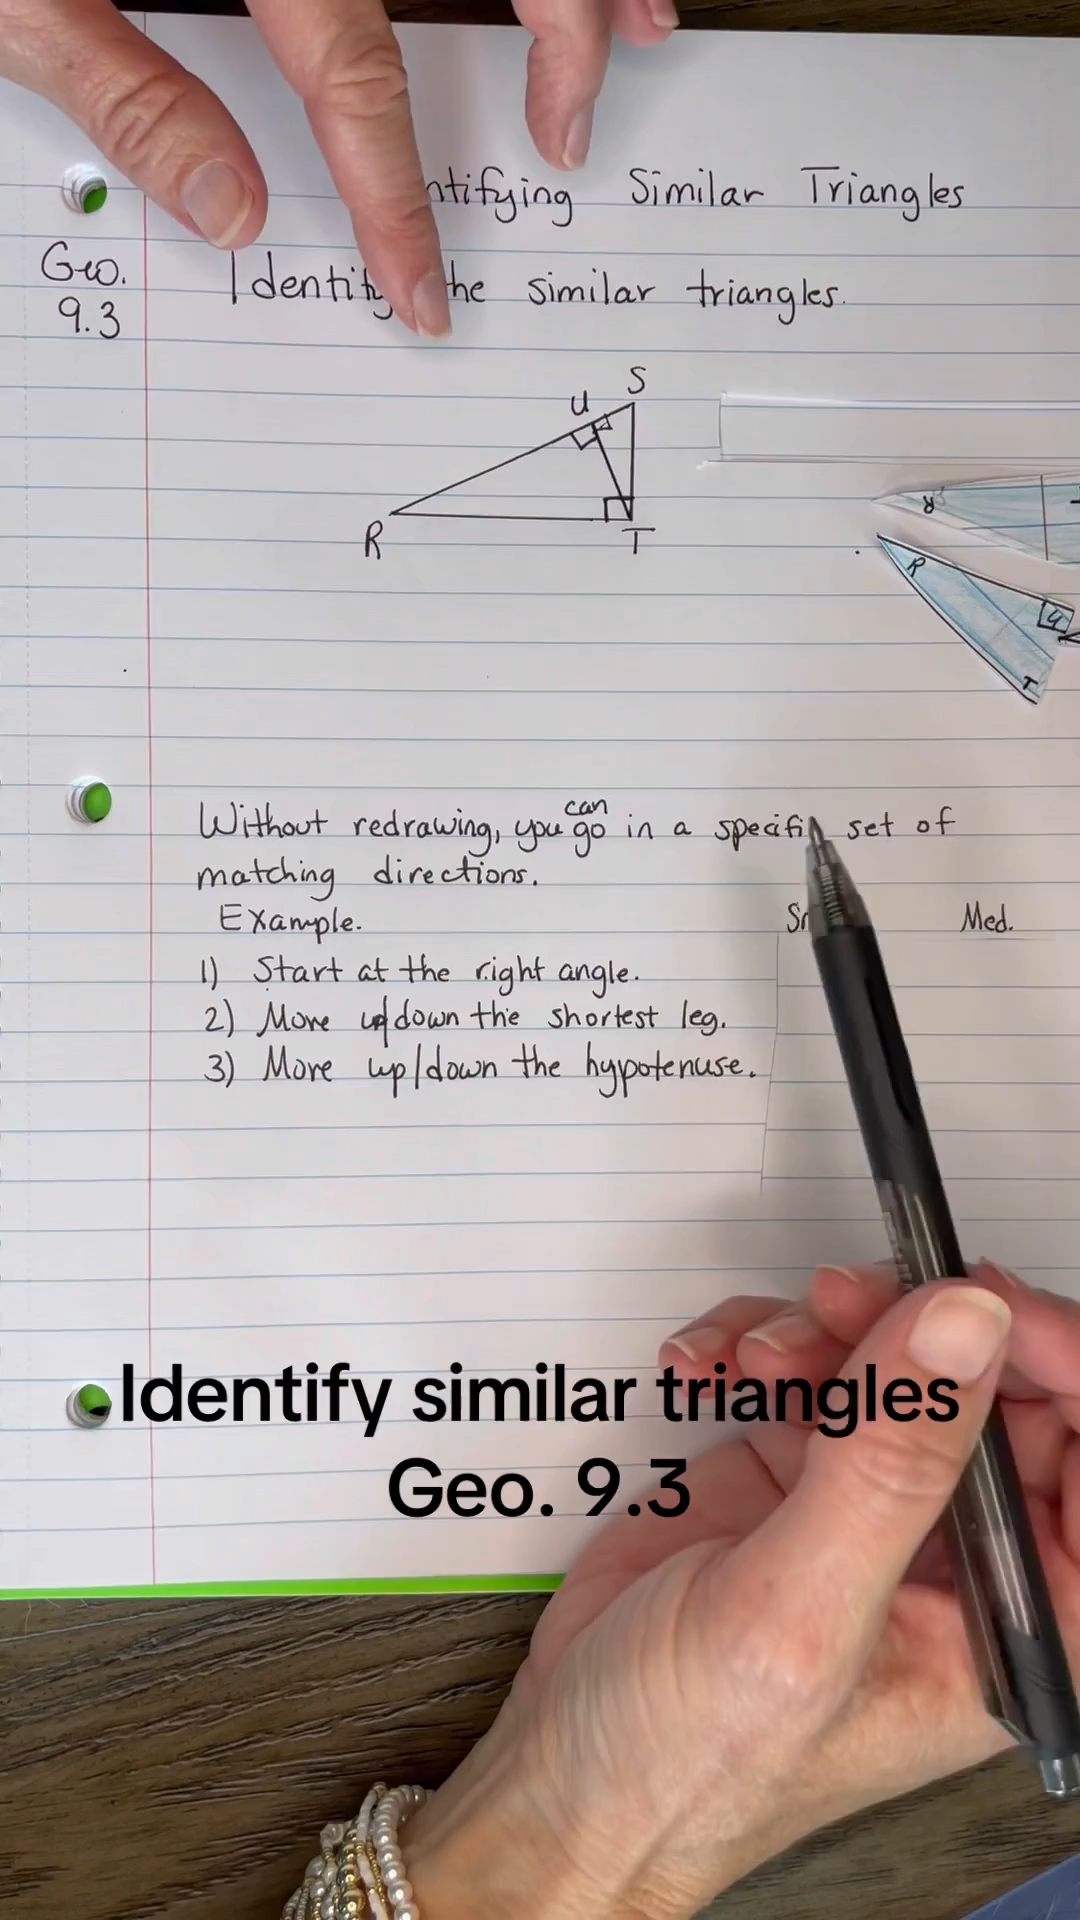 ntifying Similar Triangles
Geo.
9.3
Identify the similar triangles.
S
U
R
T
R
R
U
T
Without redrawing, you can go in a specific set of
matching directions.
Example.
Med.
1) Start at the right angle.
2) Move up/down the shortest leg.
3) Move up/down the hypotenuse.
Identify similar triangles
Geo. 9.3